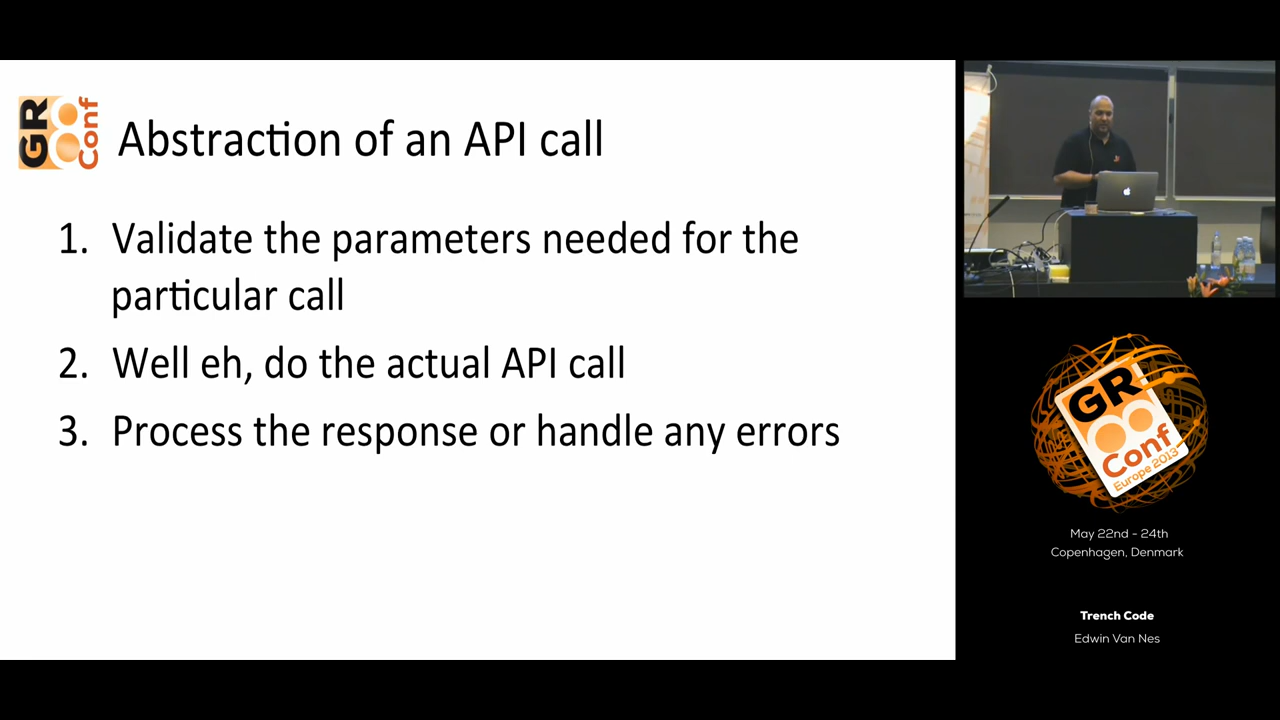 GR8
Conf
Abstraction of an API call
1. Validate the parameters needed for the
particular call
2. Well eh, do the actual API call
3. Process the response or handle any errors
GR8
Conf
Europe 2013
May 22nd - 24th
Copenhagen, Denmark
Trench Code
Edwin Van Nes